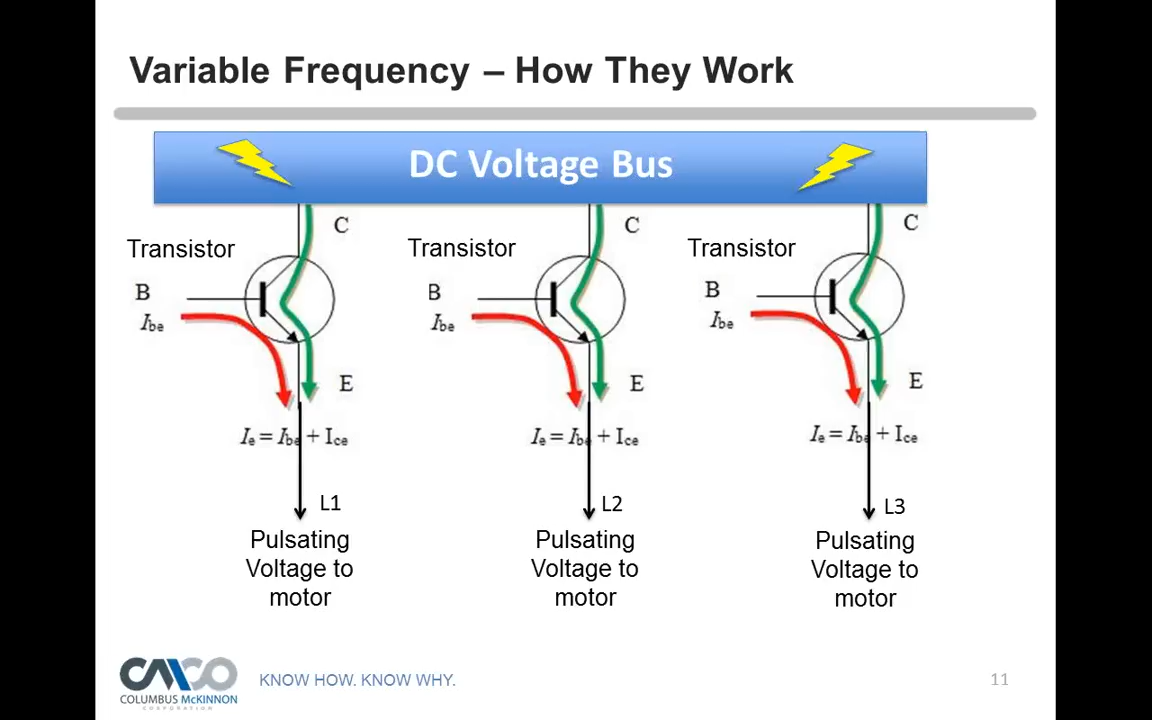 Variable Frequency – How They Work
DC Voltage Bus
Transistor
C
B
Ibe
E
Ie = Ibe + Ice
L1
Pulsating
Voltage to
motor
Transistor
C
B
Ibe
E
Ie = Ibe + Ice
L2
Pulsating
Voltage to
motor
Transistor
C
B
Ibe
E
Ie = Ibe + Ice
L3
Pulsating
Voltage to
motor
CMCO
COLUMBUS McKINNON
CORPORATION
KNOW HOW. KNOW WHY.
11